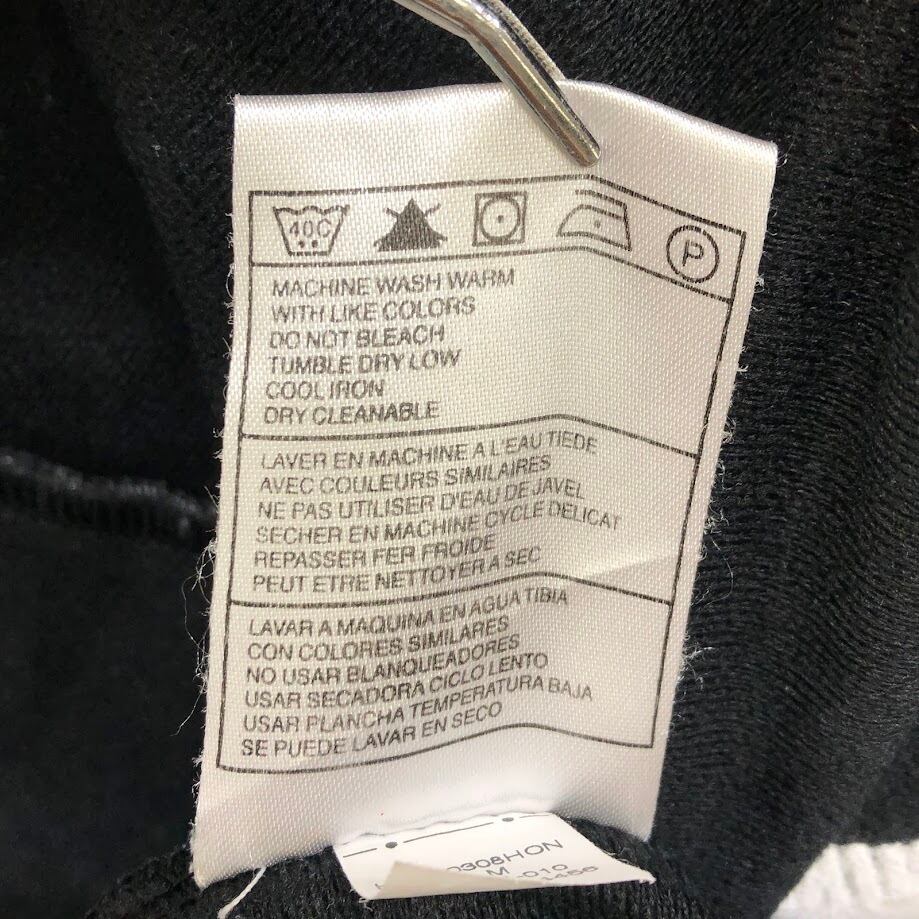 40C
P
MACHINE WASH WARM
WITH LIKE COLORS
DO NOT BLEACH
TUMBLE DRY LOW
COOL IRON
DRY CLEANABLE
LAVER EN MACHINE A L'EAU TIEDE
AVEC COULEURS SIMILAIRES
NE PAS UTILISER D'EAU DE JAVEL
SECHER EN MACHINE CYCLE DELICAT
REPASSER FER FROIDE
PEUT ETRE NETTOYER A SEC
LAVAR A MAQUINA EN AGUA TIBIA
CON COLORES SIMILARES
NO USAR BLANQUEADORES
USAR SECADORA CICLO LENTO
USAR PLANCHA TEMPERATURA BAJA
SE PUEDE LAVAR EN SECO
0308HON
M -010